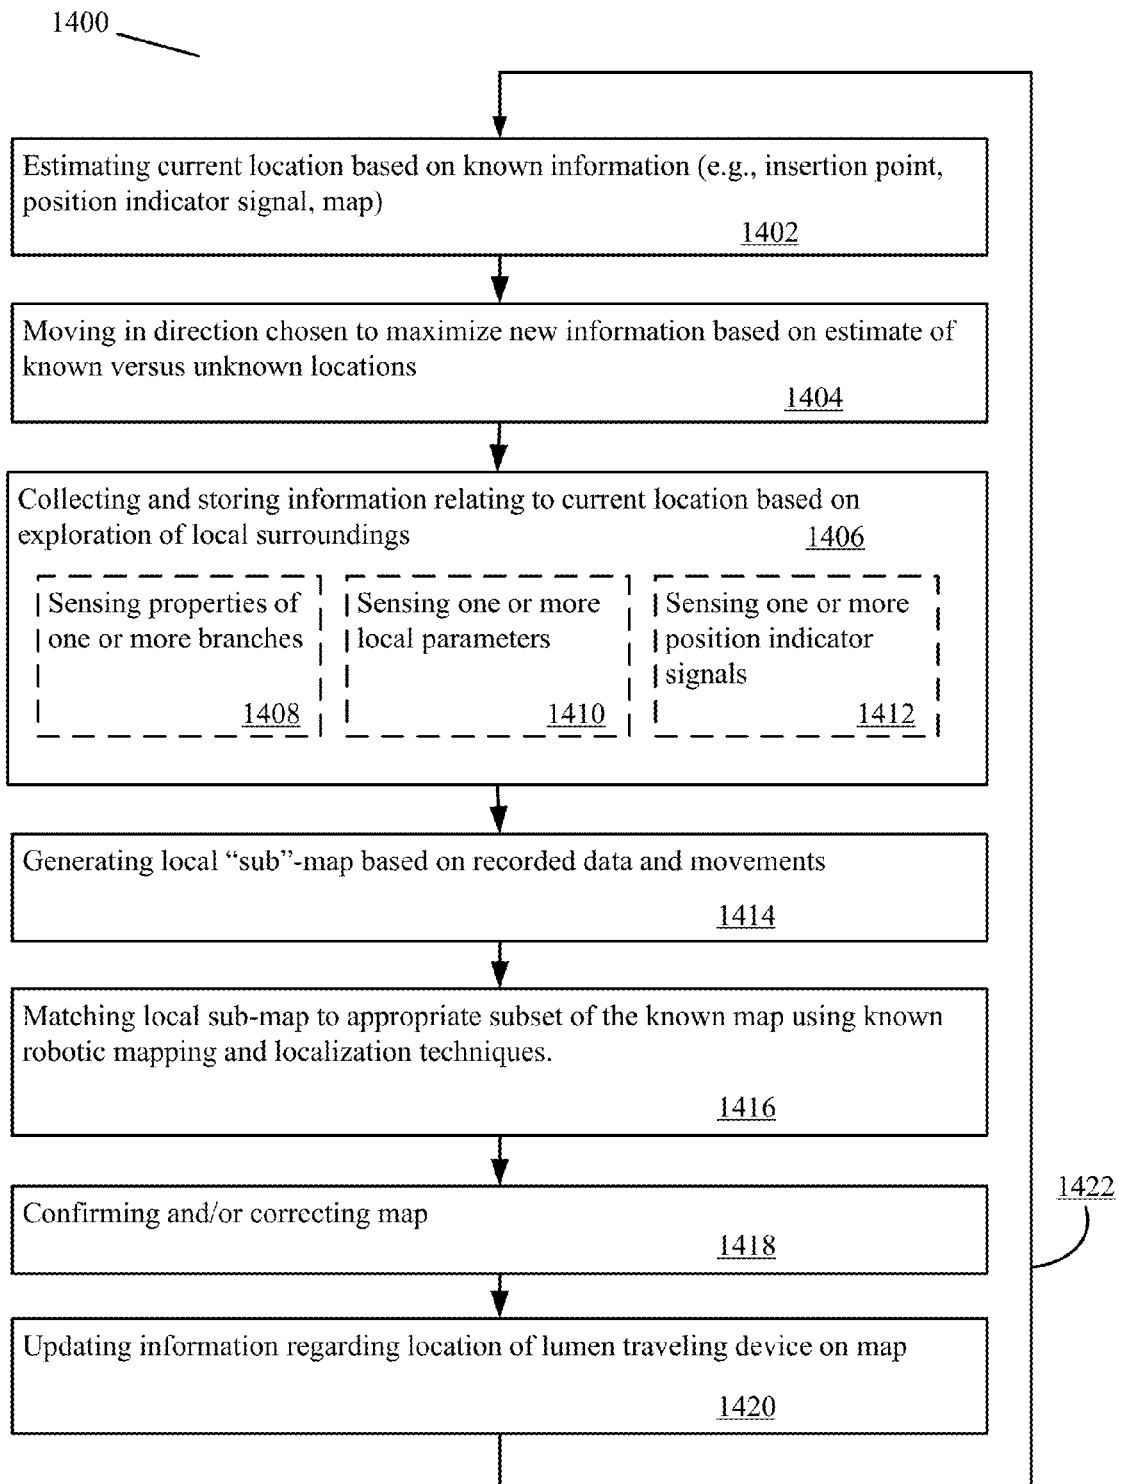 1400
Estimating current location based on known information (e.g., insertion point,
position indicator signal, map)
1402
Moving in direction chosen to maximize new information based on estimate of
known versus unknown locations
1404
Collecting and storing information relating to current location based on
exploration of local surroundings
1406
Sensing properties of
one or more branches
1408
Sensing one or more
local parameters
1410
Sensing one or more
position indicator
signals
1412
Generating local “sub”-map based on recorded data and movements
1414
Matching local sub-map to appropriate subset of the known map using known
robotic mapping and localization techniques.
1416
Confirming and/or correcting map
1418
1422
Updating information regarding location of lumen traveling device on map
1420